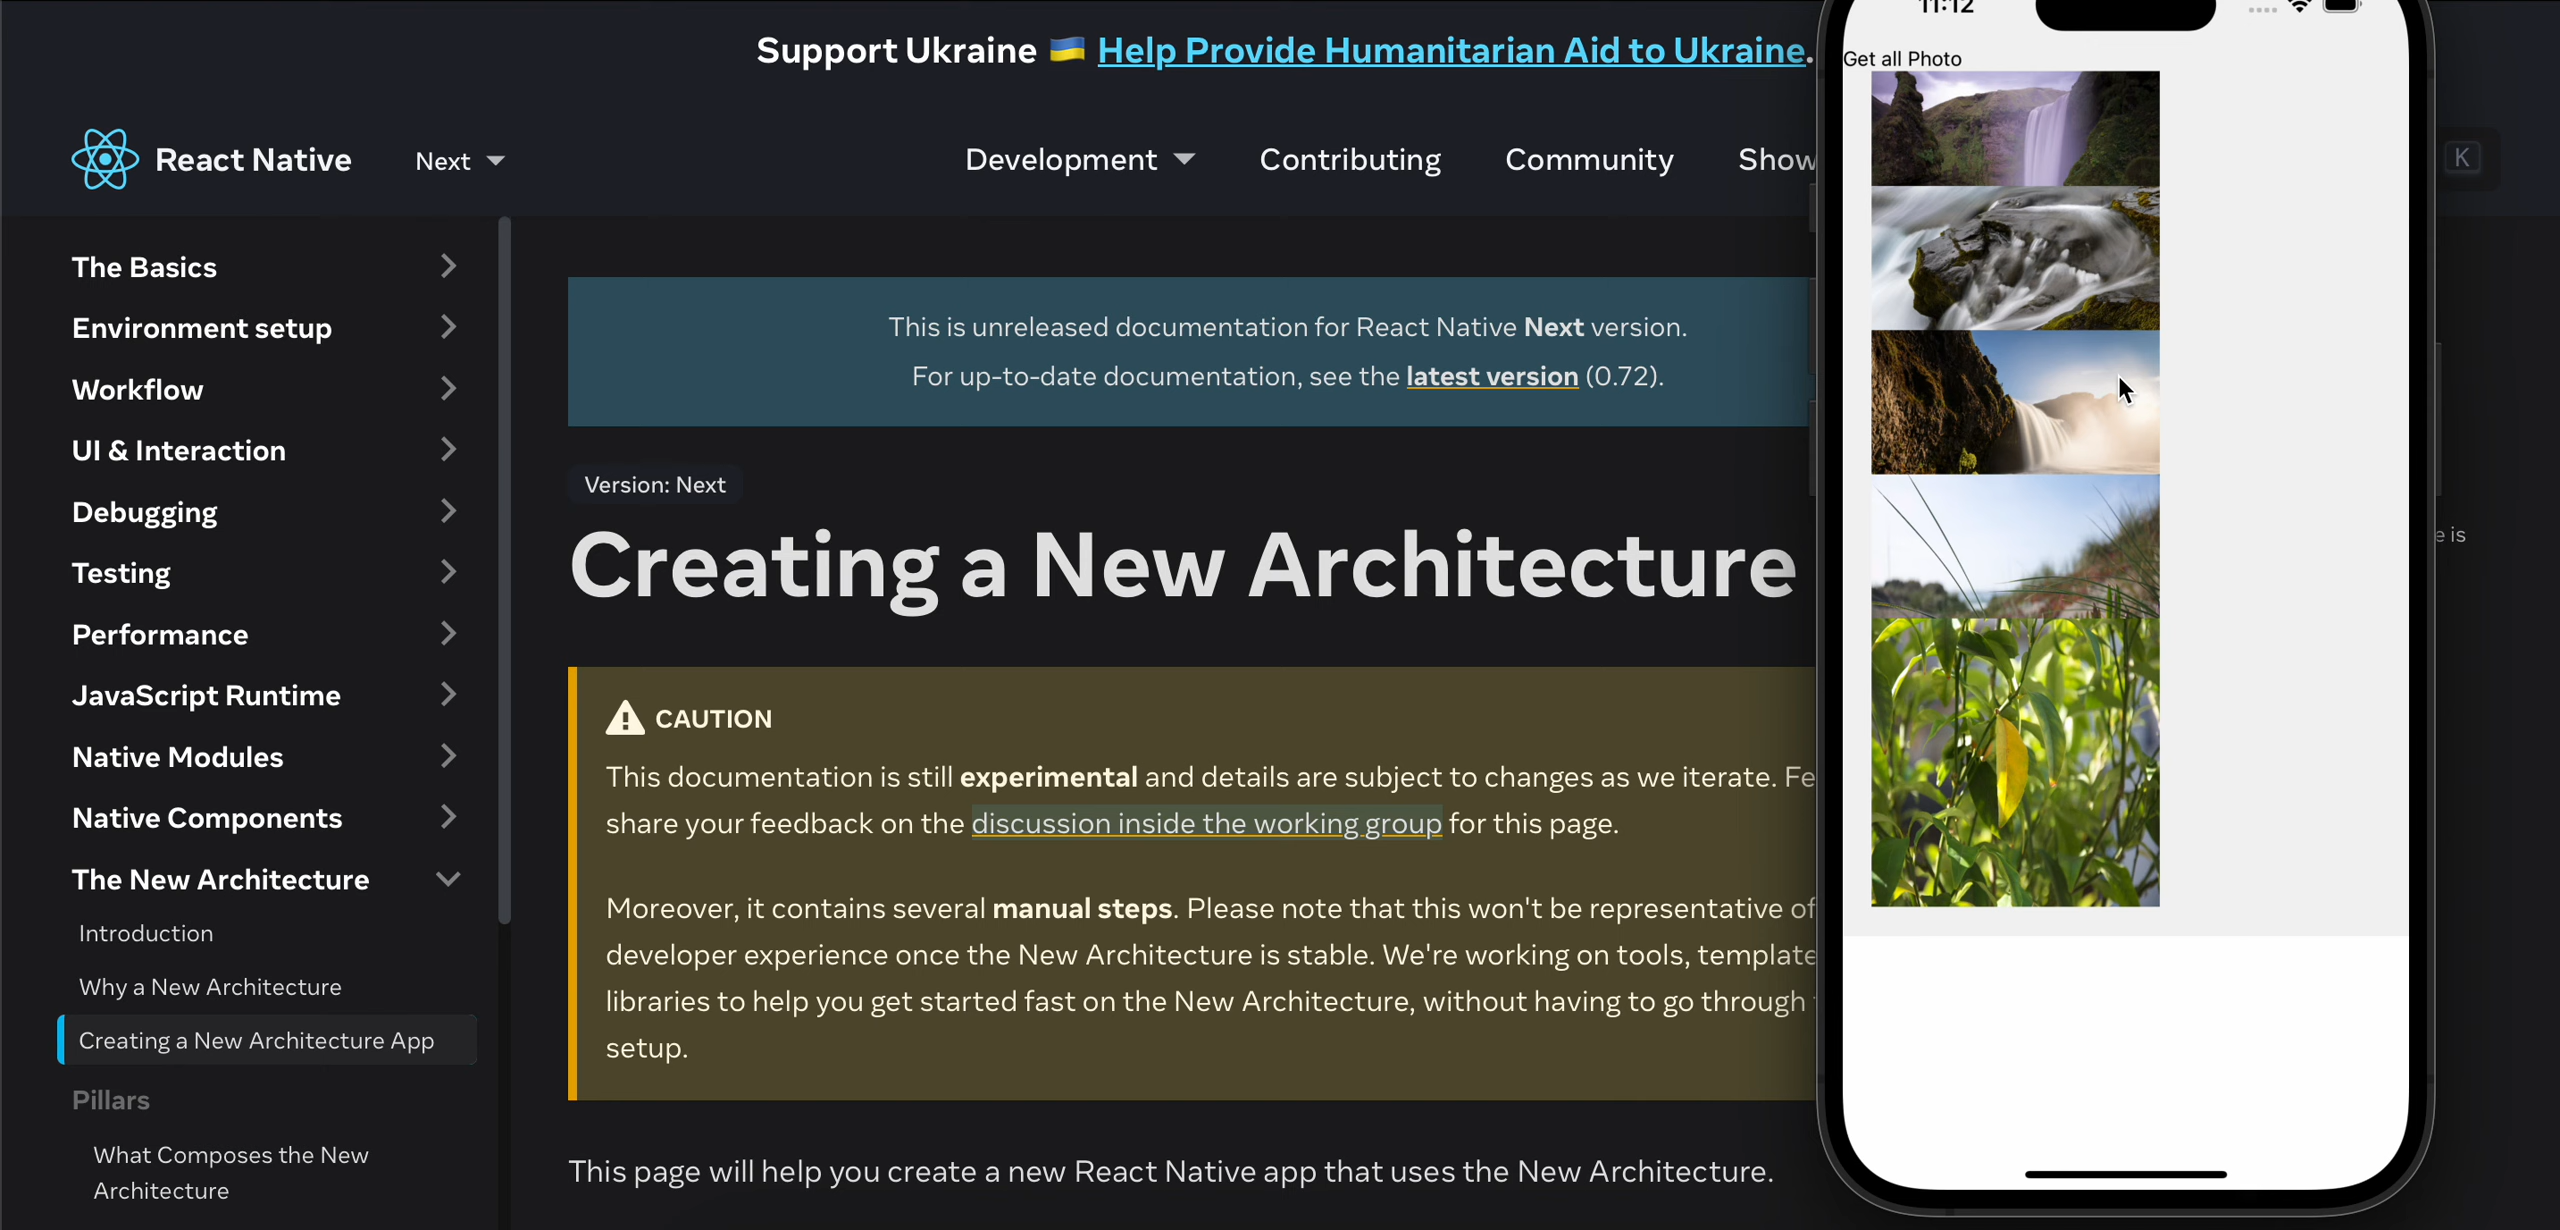 Support Ukraine 🇺🇦 Help Provide Humanitarian Aid to Ukraine.
React Native
Next
Development
Contributing
Community
Show
K
The Basics
Environment setup
Workflow
UI & Interaction
Debugging
Testing
Performance
JavaScript Runtime
Native Modules
Native Components
The New Architecture
Introduction
Why a New Architecture
Creating a New Architecture App
Pillars
What Composes the New
Architecture
This is unreleased documentation for React Native Next version.
For up-to-date documentation, see the latest version (0.72).
Version: Next
Creating a New Architecture
CAUTION
This documentation is still experimental and details are subject to changes as we iterate. Fe
share your feedback on the discussion inside the working group for this page.
Moreover, it contains several manual steps. Please note that this won't be representative of
developer experience once the New Architecture is stable. We're working on tools, template
libraries to help you get started fast on the New Architecture, without having to go through
setup.
This page will help you create a new React Native app that uses the New Architecture.
11:12
Get all Photo
e is